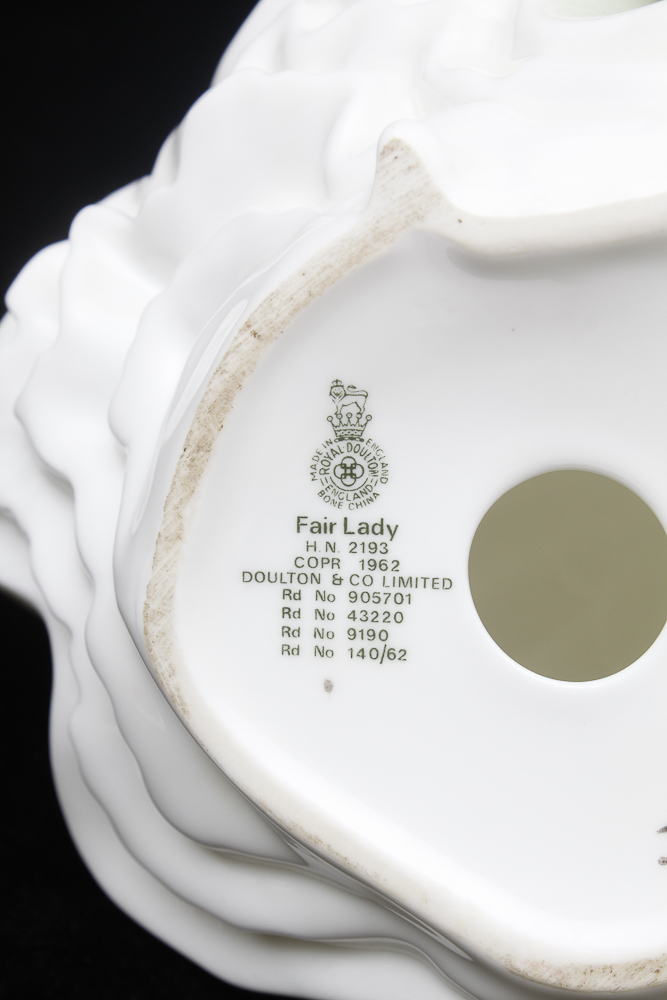 MADE IN ENGLAND
ROYAL DOULTON
ENGLAND
BONE CHINA
Fair Lady
H. N. 2193
COPR 1962
DOULTON & CO LIMITED
Rd No 905701
Rd No 43220
Rd No 9190
Rd No 140/62